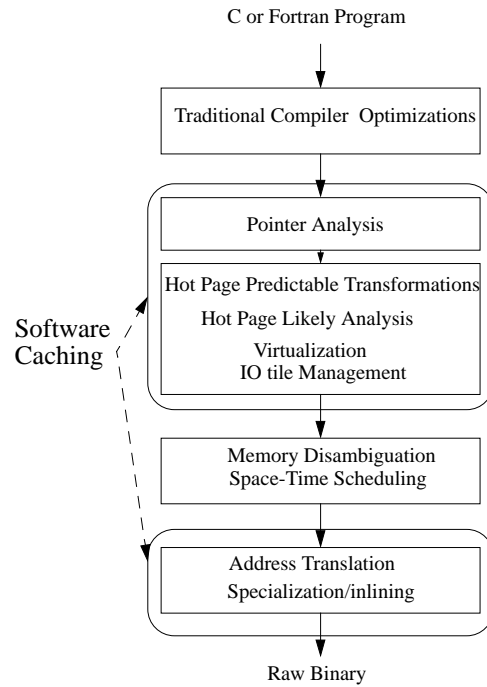 C or Fortran Program
Traditional Compiler Optimizations
Pointer Analysis
Hot Page Predictable Transformations
Hot Page Likely Analysis
Virtualization
IO tile Management
Software
Caching
Memory Disambiguation
Space-Time Scheduling
Address Translation
Specialization/inlining
Raw Binary